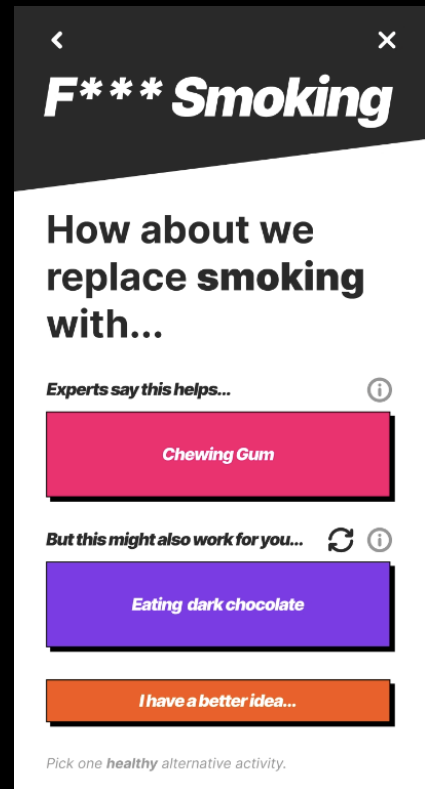 F*** Smoking
How about we
replace smoking
with...
Experts say this helps...
Chewing Gum
But this might also work for you...
Eating dark chocolate
I have a better idea...
Pick one healthy alternative activity.